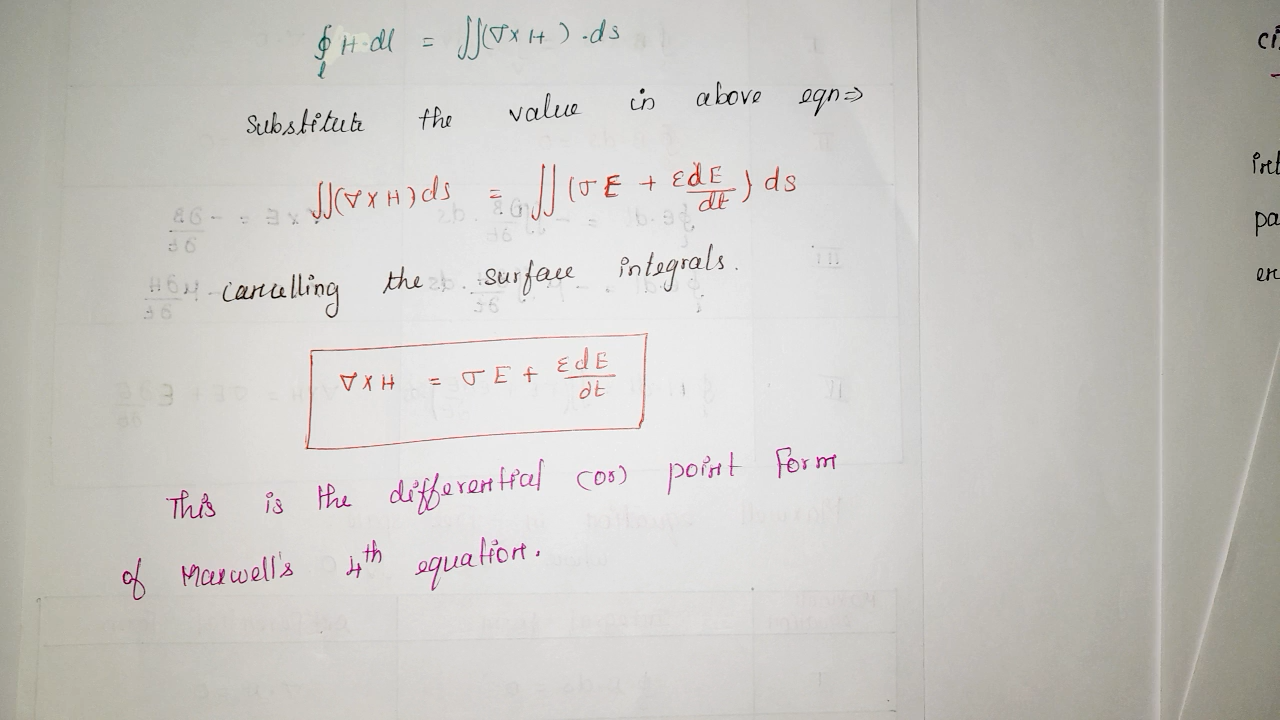 ∮ H·dl = ∬(∇×H)·ds
l
Substitute the value in above eqn⇒
∬(∇×H)ds = ∬(σE + εdE/dt) ds
cancelling the surface integrals.
∇×H = σE + εdE/∂t
This is the differential (or) point Form
of Maxwell's 4th equation.